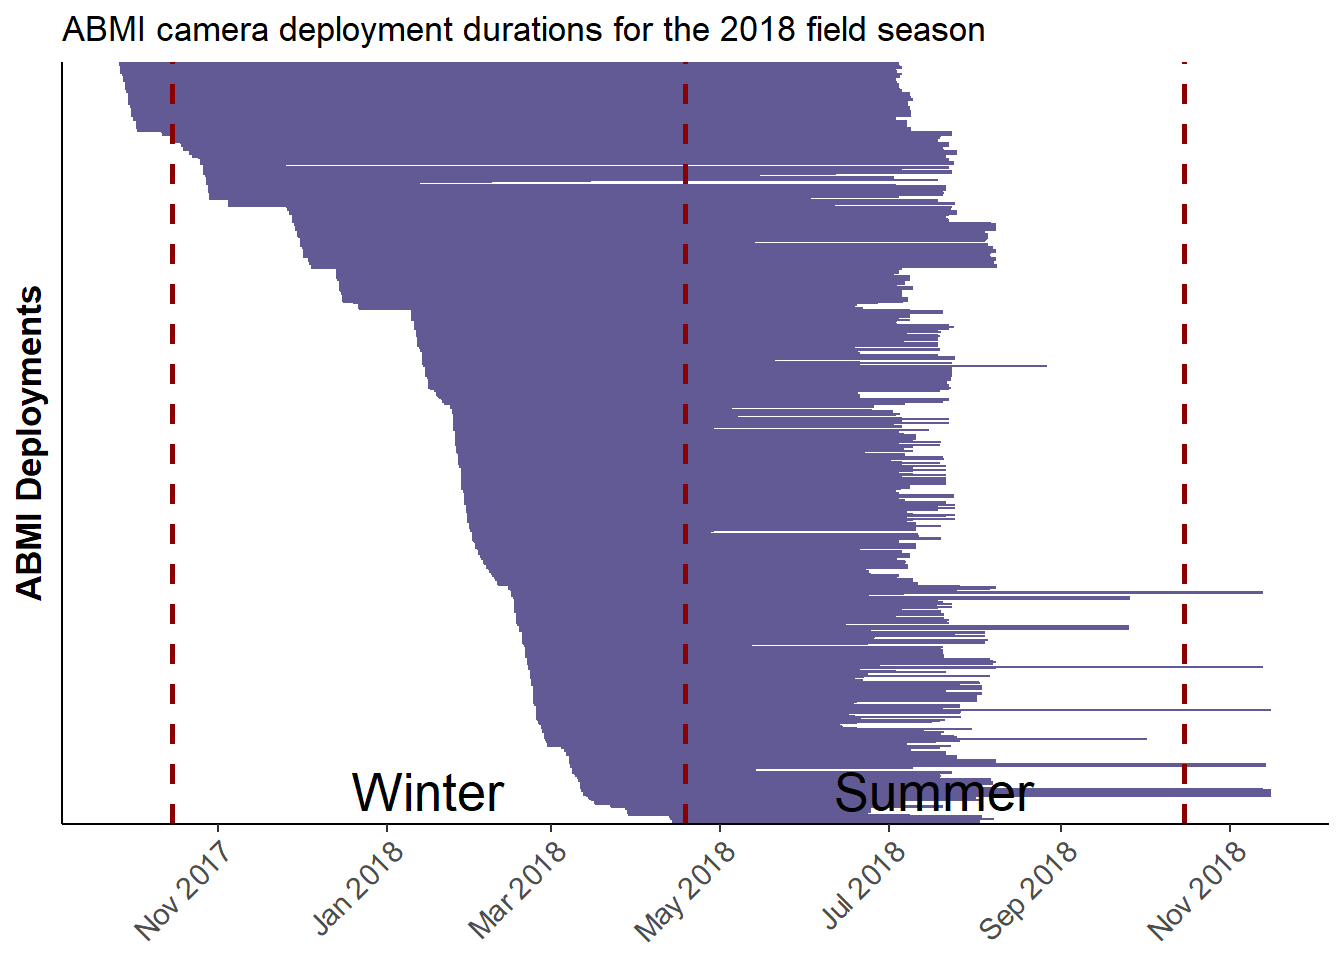 ABMI camera deployment durations for the 2018 field season
ABMI Deployments
Winter
Summer
Nov 2017
Jan 2018
Mar 2018
May 2018
Jul 2018
Sep 2018
Nov 2018